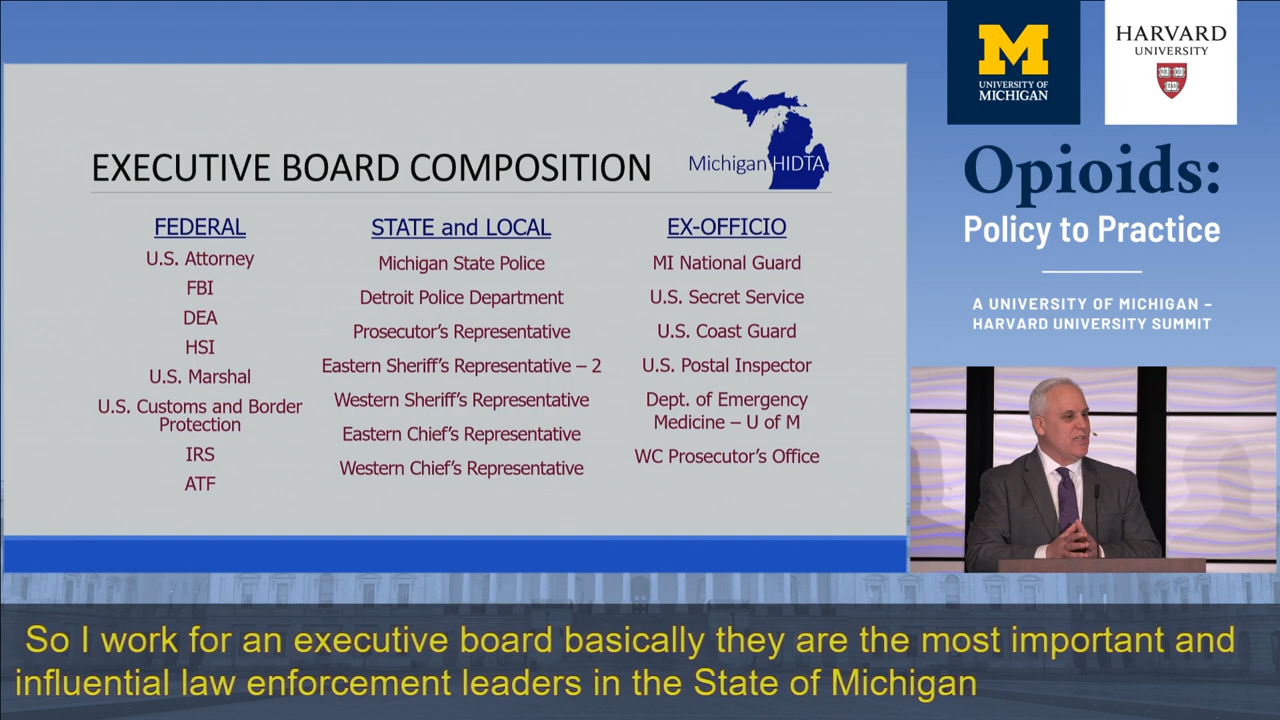 EXECUTIVE BOARD COMPOSITION
Michigan HIDTA
FEDERAL
U.S. Attorney
FBI
DEA
HSI
U.S. Marshal
U.S. Customs and Border
Protection
IRS
ATF
STATE and LOCAL
Michigan State Police
Detroit Police Department
Prosecutor's Representative
Eastern Sheriff's Representative – 2
Western Sheriff's Representative
Eastern Chief's Representative
Western Chief's Representative
EX-OFFICIO
MI National Guard
U.S. Secret Service
U.S. Coast Guard
U.S. Postal Inspector
Dept. of Emergency
Medicine – U of M
WC Prosecutor's Office
M
UNIVERSITY OF
MICHIGAN
HARVARD
UNIVERSITY
Opioids:
Policy to Practice
A UNIVERSITY OF MICHIGAN –
HARVARD UNIVERSITY SUMMIT
So I work for an executive board basically they are the most important and
influential law enforcement leaders in the State of Michigan